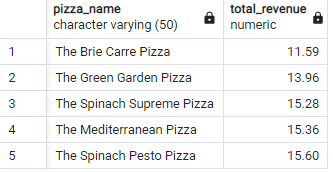 pizza_name total_revenue
character varying (50) numeric
1 The Brie Carre Pizza 11.59
2 The Green Garden Pizza 13.96
3 The Spinach Supreme Pizza 15.28
4 The Mediterranean Pizza 15.36
5 The Spinach Pesto Pizza 15.60